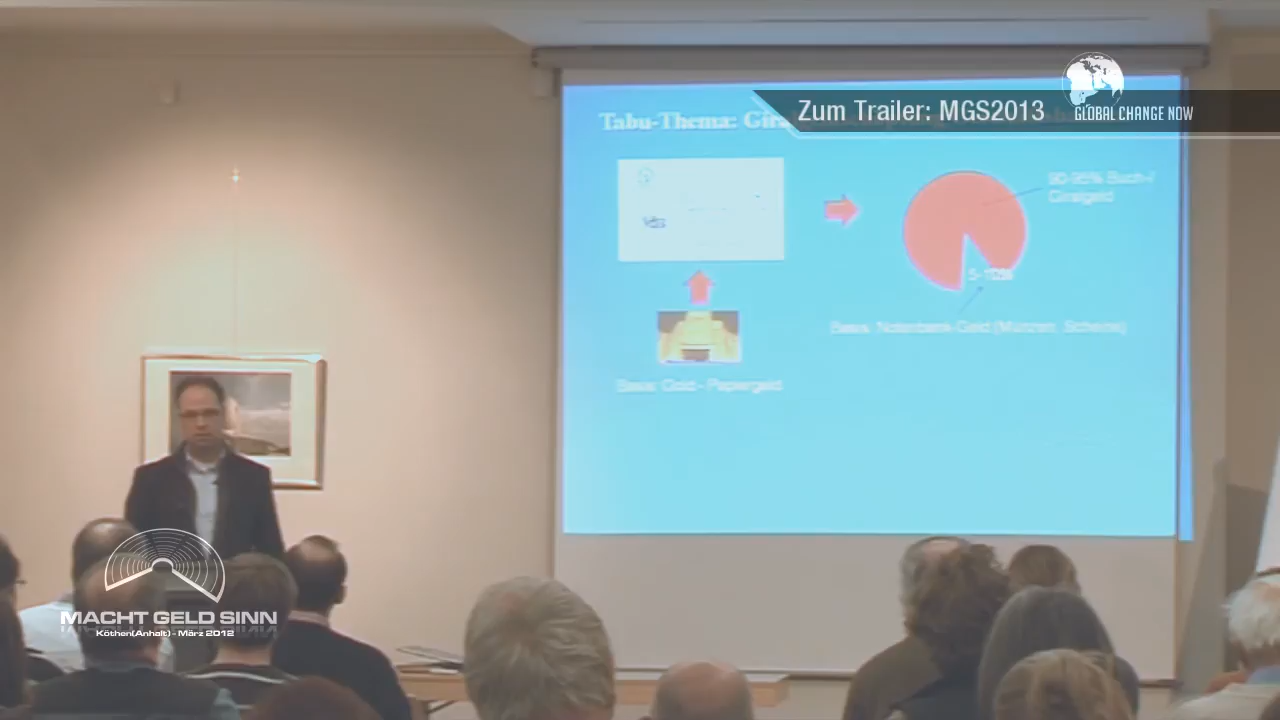 Zum Trailer: MGS2013
GLOBAL CHANGE NOW
Tabu-Thema:
90-95% Buch-/
Giralgeld
5-10%
Basis: Notenbank-Geld (Münzen, Scheine)
Basis: Gold - Papiergeld
MACHT GELD SINN
Köthen(Anhalt) - März 2012